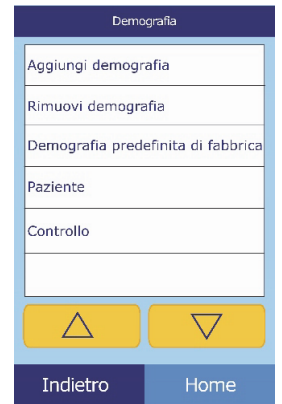 Demografia
Aggiungi demografia
Rimuovi demografia
Demografia predefinita di fabbrica
Paziente
Controllo
Indietro Home